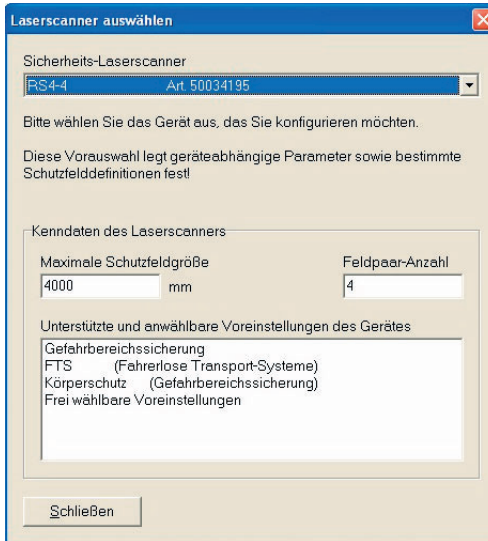 Laserscanner auswählen
Sicherheits-Laserscanner
RS4-4 Art. 50034195
Bitte wählen Sie das Gerät aus, das Sie konfigurieren möchten.
Diese Vorauswahl legt geräteabhängige Parameter sowie bestimmte
Schutzfelddefinitionen fest!
Kenndaten des Laserscanners
Maximale Schutzfeldgröße Feldpaar-Anzahl
4000 mm 4
Unterstützte und anwählbare Voreinstellungen des Gerätes
Gefahrbereichssicherung
FTS (Fahrerlose Transport-Systeme)
Körperschutz (Gefahrbereichssicherung)
Frei wählbare Voreinstellungen
Schließen